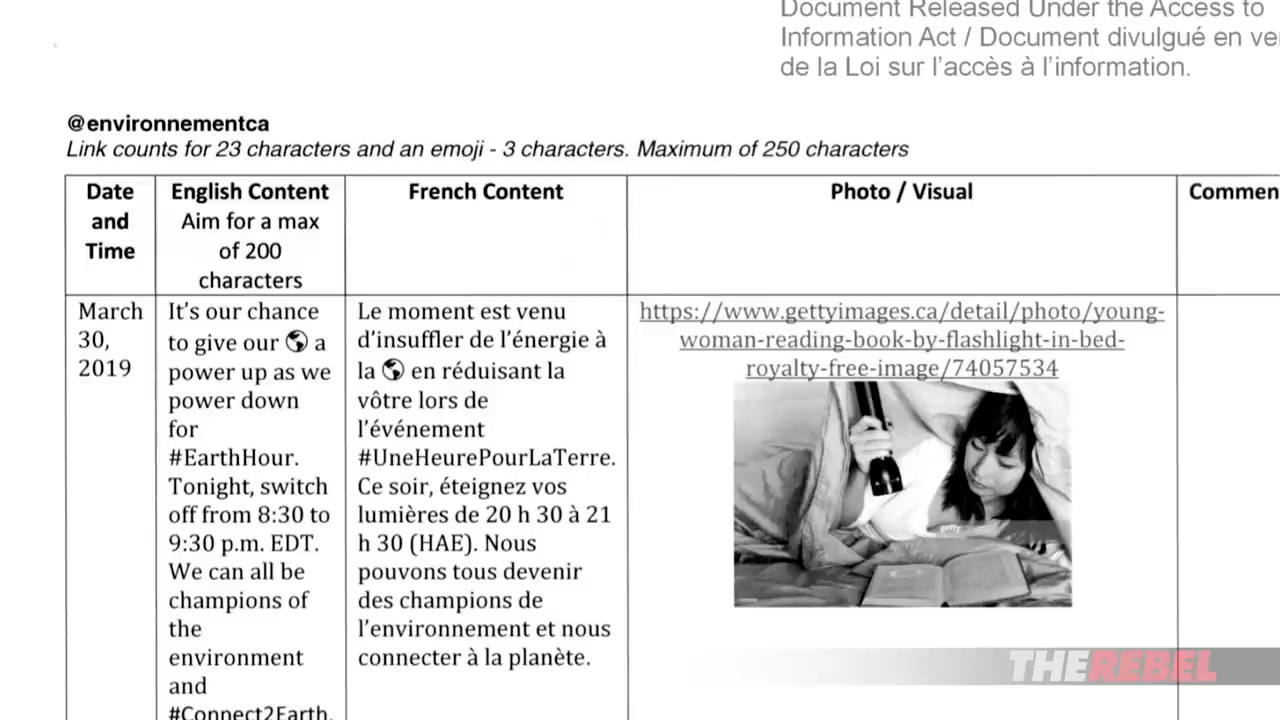 Document Released Under the Access to
Information Act / Document divulgué en
de la Loi sur l'accès à l'information.
@environnementca
Link counts for 23 characters and an emoji - 3 characters. Maximum of 250 characters
Date
and
Time
English Content
Aim for a max
of 200
characters
French Content
Photo / Visual
Commen
March
30,
2019
It's our chance
to give our 🌎 a
power up as we
power down
for
#EarthHour.
Tonight, switch
off from 8:30 to
9:30 p.m. EDT.
We can all be
champions of
the
environment
and
#Connect2Earth.
Le moment est venu
d'insuffler de l'énergie à
la 🌎 en réduisant la
vôtre lors de
l'événement
#UneHeurePourLaTerre.
Ce soir, éteignez vos
lumières de 20 h 30 à 21
h 30 (HAE). Nous
pouvons tous devenir
des champions de
l'environnement et nous
connecter à la planète.
https://www.gettyimages.ca/detail/photo/young-
woman-reading-book-by-flashlight-in-bed-
royalty-free-image/74057534
THE REBEL